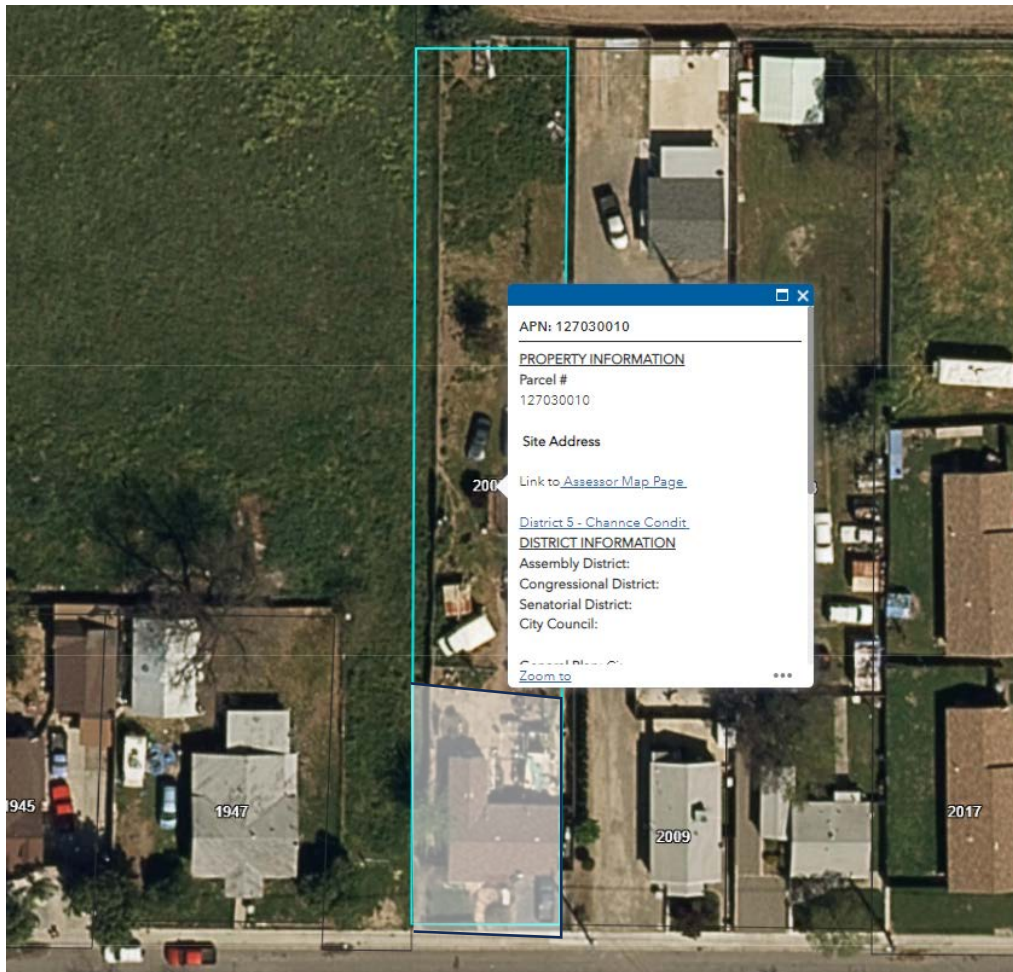 APN: 127030010
PROPERTY INFORMATION
Parcel #
127030010
Site Address
200
Link to Assessor Map Page
District 5 - Channce Condit
DISTRICT INFORMATION
Assembly District:
Congressional District:
Senatorial District:
City Council:
Zoom to
1945
1947
2009
2017